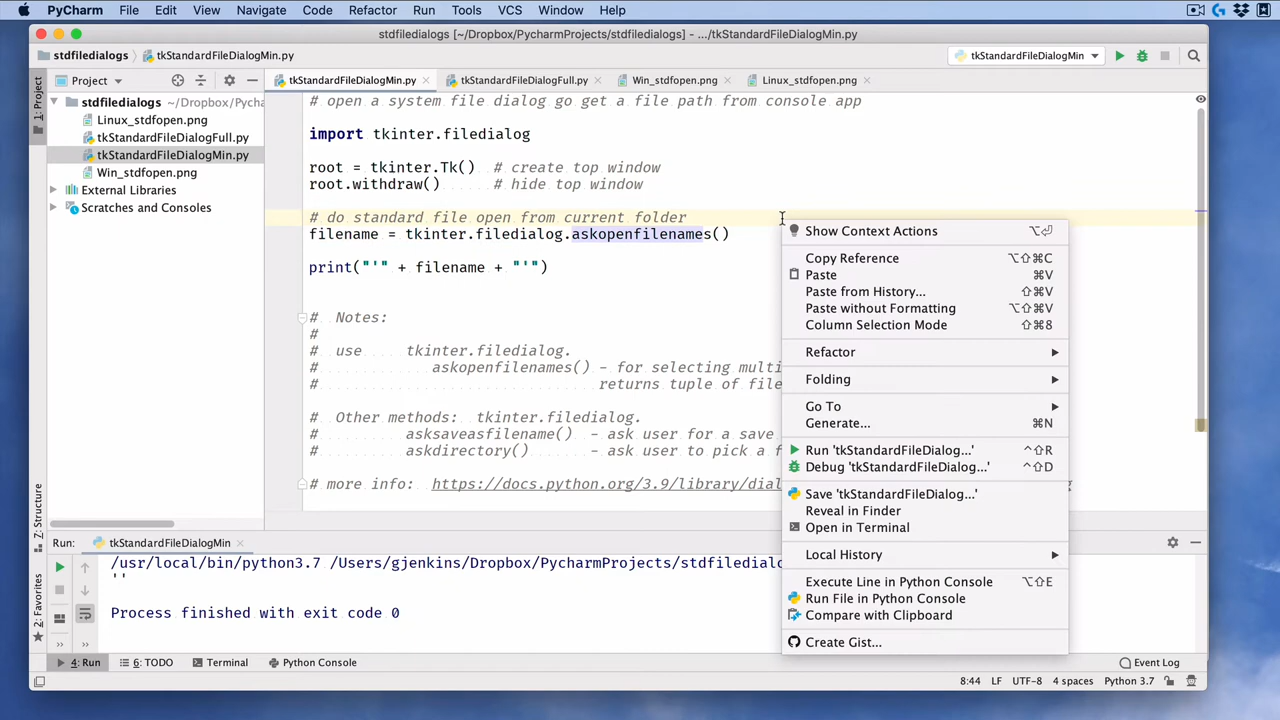 PyCharm File Edit View Navigate Code Refactor Run Tools VCS Window Help
stdfiledialogs [~/Dropbox/PycharmProjects/stdfiledialogs] - .../tkStandardFileDialogMin.py
stdfiledialogs tkStandardFileDialogMin.py tkStandardFileDialogMin
1: Project
Project
tkStandardFileDialogMin.py tkStandardFileDialogFull.py Win_stdfopen.png Linux_stdfopen.png
stdfiledialogs ~/Dropbox/Pycha
Linux_stdfopen.png
tkStandardFileDialogFull.py
tkStandardFileDialogMin.py
Win_stdfopen.png
External Libraries
Scratches and Consoles
# open a system file dialog go get a file path from console app
import tkinter.filedialog
root = tkinter.Tk() # create top window
root.withdraw() # hide top window
# do standard file open from current folder
filename = tkinter.filedialog.askopenfilenames()
print("'" + filename + "'")
# Notes:
#
# use tkinter.filedialog.
# askopenfilenames() - for selecting multi
# returns tuple of file
# Other methods: tkinter.filedialog.
# asksaveasfilename() - ask user for a save
# askdirectory() - ask user to pick a f
# more info: https://docs.python.org/3.9/library/dial
Show Context Actions ⌥⏎
Copy Reference ⌥⇧⌘C
Paste ⌘V
Paste from History... ⇧⌘V
Paste without Formatting ⌥⇧⌘V
Column Selection Mode ⇧⌘8
Refactor
Folding
Go To
Generate... ⌘N
Run 'tkStandardFileDialog...' ⌃⇧R
Debug 'tkStandardFileDialog...' ⌃⇧D
Save 'tkStandardFileDialog...'
Reveal in Finder
Open in Terminal
Local History
Execute Line in Python Console ⌥⇧E
Run File in Python Console
Compare with Clipboard
Create Gist...
Z: Structure
2: Favorites
Run: tkStandardFileDialogMin
/usr/local/bin/python3.7 /Users/gjenkins/Dropbox/PycharmProjects/stdfiledialo
''
Process finished with exit code 0
4: Run 6: TODO Terminal Python Console Event Log
8:44 LF UTF-8 4 spaces Python 3.7